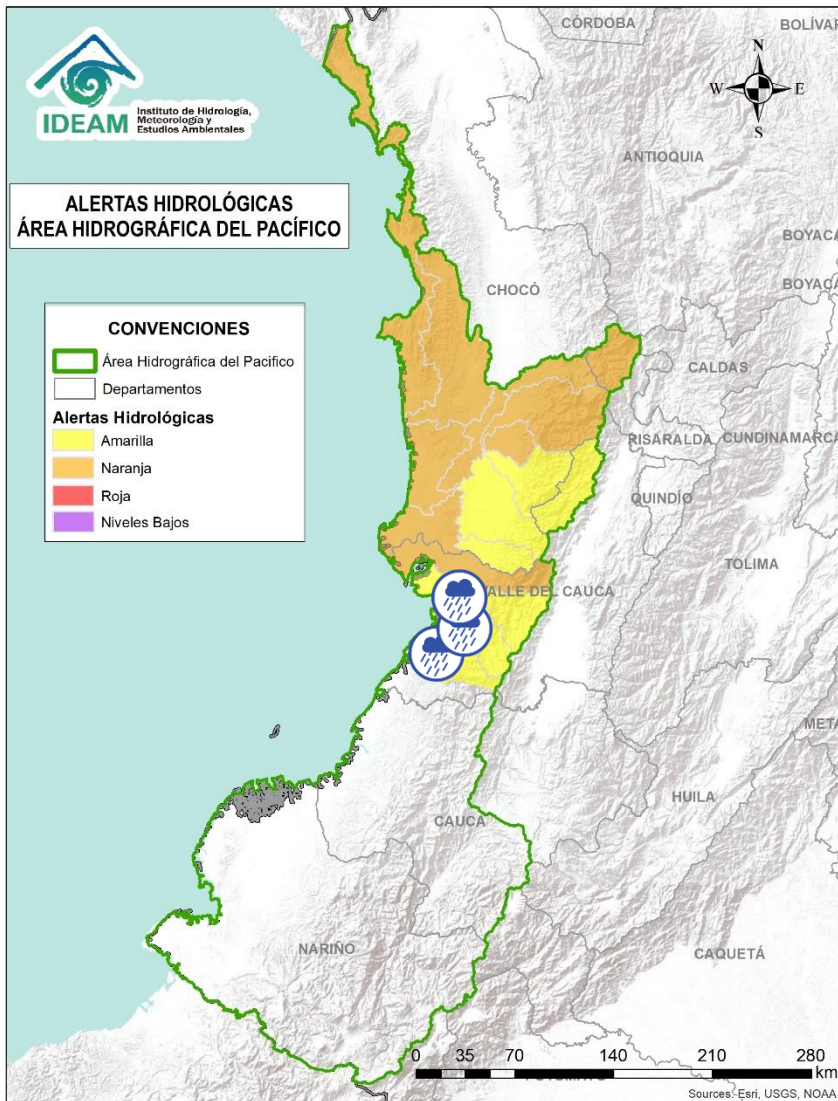 IDEAM
Instituto de Hidrología,
Meteorología y
Estudios Ambientales
ALERTAS HIDROLÓGICAS
ÁREA HIDROGRÁFICA DEL PACÍFICO
CONVENCIONES
Área Hidrográfica del Pacifico
Departamentos
Alertas Hidrológicas
Amarilla
Naranja
Roja
Niveles Bajos
N
W
E
S
CÓRDOBA
BOLÍVAR
ANTIOQUIA
BOYACÁ
BOYACÁ
CHOCÓ
CALDAS
RISARALDA
CUNDINAMARCA
QUINDÍO
TOLIMA
ALLE DEL CAUCA
META
HUILA
CAUCA
NARIÑO
CAQUETÁ
0 35 70 140 210 280
km
Sources: Esri, USGS, NOAA